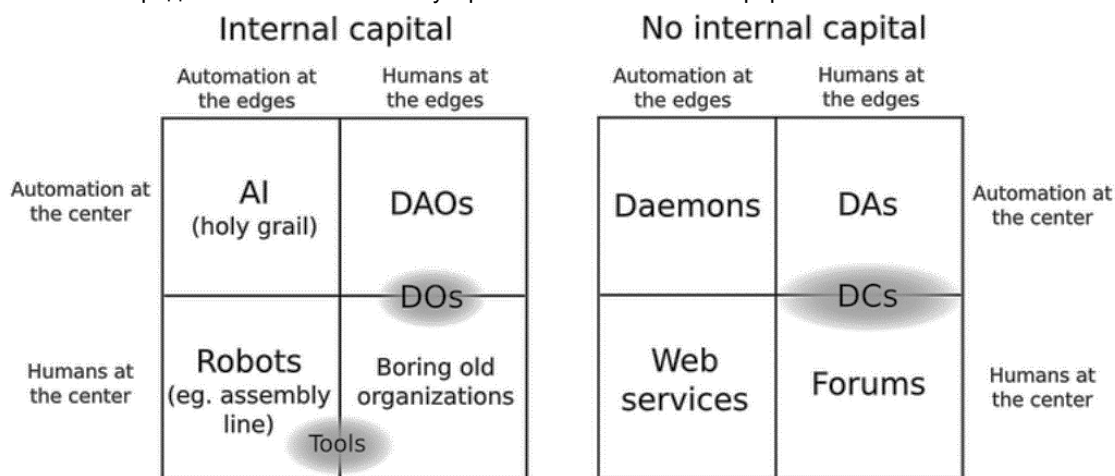 Internal capital
No internal capital
Automation at
the edges
Humans at
the edges
Automation at
the edges
Humans at
the edges
Automation at
the center
AI
(holy grail)
DAOs
Daemons
DAs
Automation at
the center
DOs
DCs
Humans at
the center
Robots
(eg. assembly
line)
Boring old
organizations
Web
services
Forums
Humans at
the center
Tools